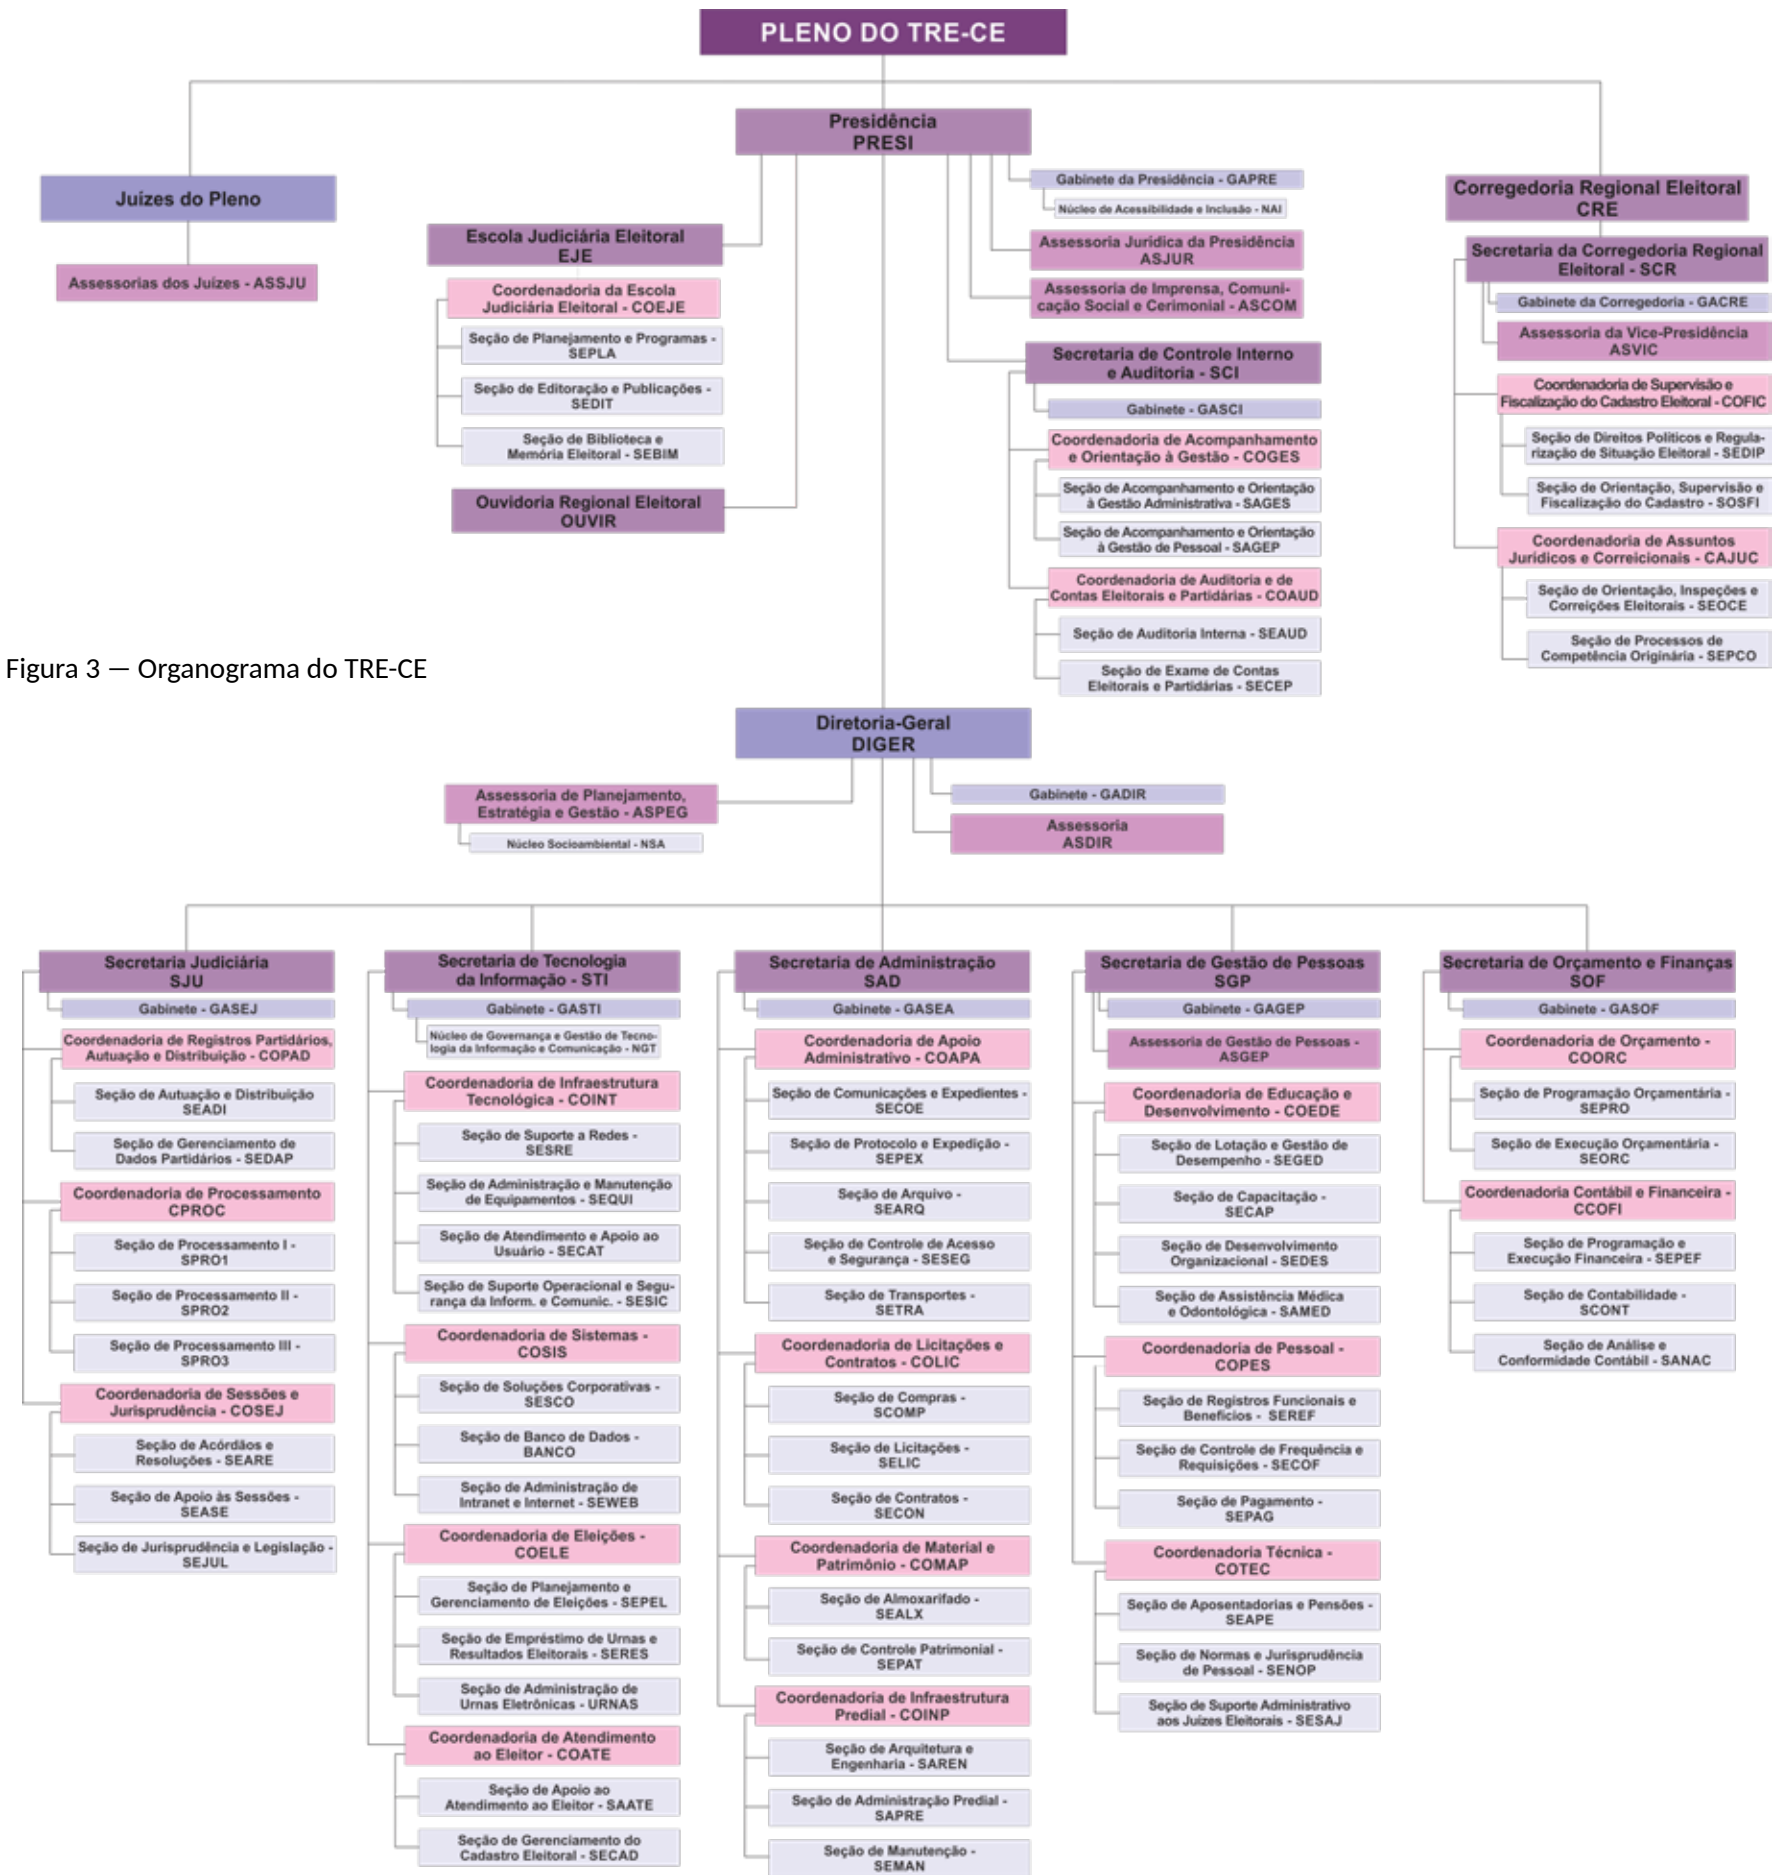 PLENO DO TRE-CE
Presidência
PRESI
Juízes do Pleno
Assessorias dos Juízes - ASSJU
Escola Judiciária Eleitoral
EJE
Coordenadoria da Escola
Judiciária Eleitoral - COEJE
Seção de Planejamento e Programas -
SEPLA
Seção de Editoração e Publicações -
SEDIT
Seção de Biblioteca e
Memória Eleitoral - SEBIM
Ouvidoria Regional Eleitoral
OUVIR
Gabinete da Presidência - GAPRE
Núcleo de Acessibilidade e Inclusão - NAI
Assessoria Jurídica da Presidência
ASJUR
Assessoria de Imprensa, Comuni-
cação Social e Cerimonial - ASCOM
Secretaria de Controle Interno
e Auditoria - SCI
Gabinete - GASCI
Coordenadoria de Acompanhamento
e Orientação à Gestão - COGES
Seção de Acompanhamento e Orientação
à Gestão Administrativa - SAGES
Seção de Acompanhamento e Orientação
à Gestão de Pessoal - SAGEP
Coordenadoria de Auditoria e de
Contas Eleitorais e Partidárias - COAUD
Seção de Auditoria Interna - SEAUD
Seção de Exame de Contas
Eleitorais e Partidárias - SECEP
Corregedoria Regional Eleitoral
CRE
Secretaria da Corregedoria Regional
Eleitoral - SCR
Gabinete da Corregedoria - GACRE
Assessoria da Vice-Presidência
ASVIC
Coordenadoria de Supervisão e
Fiscalização do Cadastro Eleitoral - COFIC
Seção de Direitos Políticos e Regula-
rização de Situação Eleitoral - SEDIP
Seção de Orientação, Supervisão e
Fiscalização do Cadastro - SOSFI
Coordenadoria de Assuntos
Jurídicos e Correicionais - CAJUC
Seção de Orientação, Inspeções e
Correições Eleitorais - SEOCE
Seção de Processos de
Competência Originária - SEPCO
Figura 3 — Organograma do TRE-CE
Diretoria-Geral
DIGER
Assessoria de Planejamento,
Estratégia e Gestão - ASPEG
Núcleo Socioambiental - NSA
Gabinete - GADIR
Assessoria
ASDIR
Secretaria Judiciária
SJU
Gabinete - GASEJ
Coordenadoria de Registros Partidários,
Autuação e Distribuição - COPAD
Seção de Autuação e Distribuição
SEADI
Seção de Gerenciamento de
Dados Partidários - SEDAP
Coordenadoria de Processamento
CPROC
Seção de Processamento I -
SPRO1
Seção de Processamento II -
SPRO2
Seção de Processamento III -
SPRO3
Coordenadoria de Sessões e
Jurisprudência - COSEJ
Seção de Acórdãos e
Resoluções - SEARE
Seção de Apoio às Sessões -
SEASE
Seção de Jurisprudência e Legislação -
SEJUL
Secretaria de Tecnologia
da Informação - STI
Gabinete - GASTI
Núcleo de Governança e Gestão de Tecno-
logia da Informação e Comunicação - NGT
Coordenadoria de Infraestrutura
Tecnológica - COINT
Seção de Suporte a Redes -
SESRE
Seção de Administração e Manutenção
de Equipamentos - SEQUI
Seção de Atendimento e Apoio ao
Usuário - SECAT
Seção de Suporte Operacional e Segu-
rança da Inform. e Comunic. - SESIC
Coordenadoria de Sistemas -
COSIS
Seção de Soluções Corporativas -
SESCO
Seção de Banco de Dados -
BANCO
Seção de Administração de
Intranet e Internet - SEWEB
Coordenadoria de Eleições -
COELE
Seção de Planejamento e
Gerenciamento de Eleições - SEPEL
Seção de Empréstimo de Urnas e
Resultados Eleitorais - SERES
Seção de Administração de
Urnas Eletrônicas - URNAS
Coordenadoria de Atendimento
ao Eleitor - COATE
Seção de Apoio ao
Atendimento ao Eleitor - SAATE
Seção de Gerenciamento do
Cadastro Eleitoral - SECAD
Secretaria de Administração
SAD
Gabinete - GASEA
Coordenadoria de Apoio
Administrativo - COAPA
Seção de Comunicações e Expedientes -
SECOE
Seção de Protocolo e Expedição -
SEPEX
Seção de Arquivo -
SEARQ
Seção de Controle de Acesso
e Segurança - SESEG
Seção de Transportes -
SETRA
Coordenadoria de Licitações e
Contratos - COLIC
Seção de Compras -
SCOMP
Seção de Licitações -
SELIC
Seção de Contratos -
SECON
Coordenadoria de Material e
Patrimônio - COMAP
Seção de Almoxarifado -
SEALX
Seção de Controle Patrimonial -
SEPAT
Coordenadoria de Infraestrutura
Predial - COINP
Seção de Arquitetura e
Engenharia - SAREN
Seção de Administração Predial -
SAPRE
Seção de Manutenção -
SEMAN
Secretaria de Gestão de Pessoas
SGP
Gabinete - GAGEP
Assessoria de Gestão de Pessoas -
ASGEP
Coordenadoria de Educação e
Desenvolvimento - COEDE
Seção de Lotação e Gestão de
Desempenho - SEGED
Seção de Capacitação -
SECAP
Seção de Desenvolvimento
Organizacional - SEDES
Seção de Assistência Médica
e Odontológica - SAMED
Coordenadoria de Pessoal -
COPES
Seção de Registros Funcionais e
Benefícios - SEREF
Seção de Controle de Frequência e
Requisições - SECOF
Seção de Pagamento -
SEPAG
Coordenadoria Técnica -
COTEC
Seção de Aposentadorias e Pensões -
SEAPE
Seção de Normas e Jurisprudência
de Pessoal - SENOP
Seção de Suporte Administrativo
aos Juízes Eleitorais - SESAJ
Secretaria de Orçamento e Finanças
SOF
Gabinete - GASOF
Coordenadoria de Orçamento -
COORC
Seção de Programação Orçamentária -
SEPRO
Seção de Execução Orçamentária -
SEORC
Coordenadoria Contábil e Financeira -
CCOFI
Seção de Programação e
Execução Financeira - SEPEF
Seção de Contabilidade -
SCONT
Seção de Análise e
Conformidade Contábil - SANAC